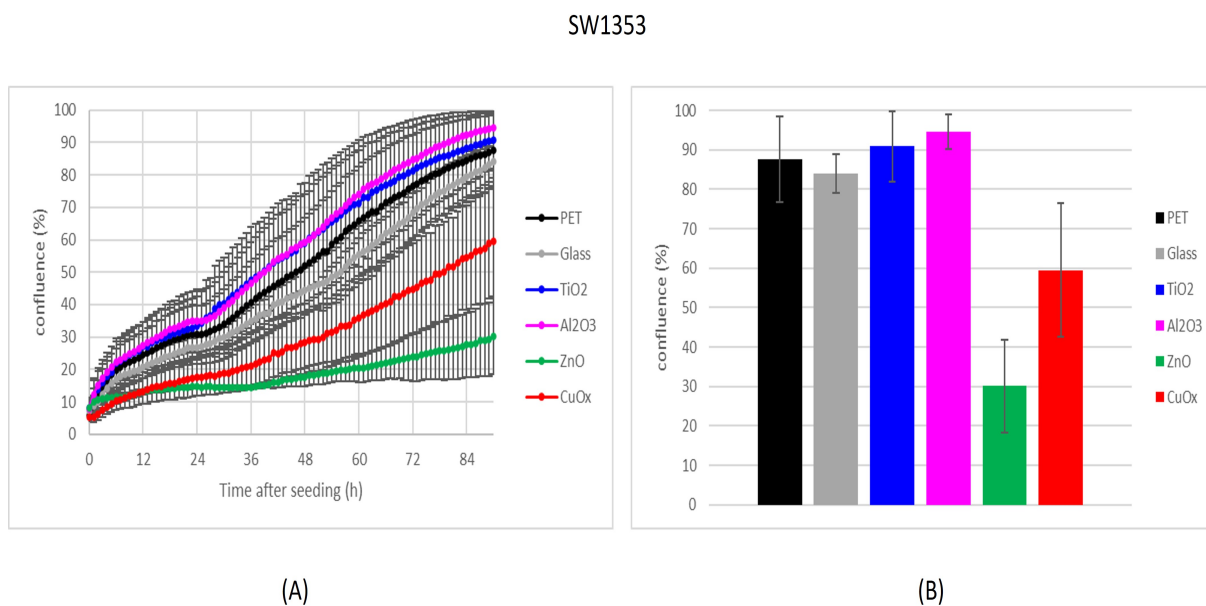 SW1353
100
90
80
70
60
50
40
30
20
10
0
confluence (%)
0 12 24 36 48 60 72 84
Time after seeding (h)
PET
Glass
TiO2
Al2O3
ZnO
CuOx
(A)
100
90
80
70
60
50
40
30
20
10
0
confluence (%)
PET
Glass
TiO2
Al2O3
ZnO
CuOx
(B)